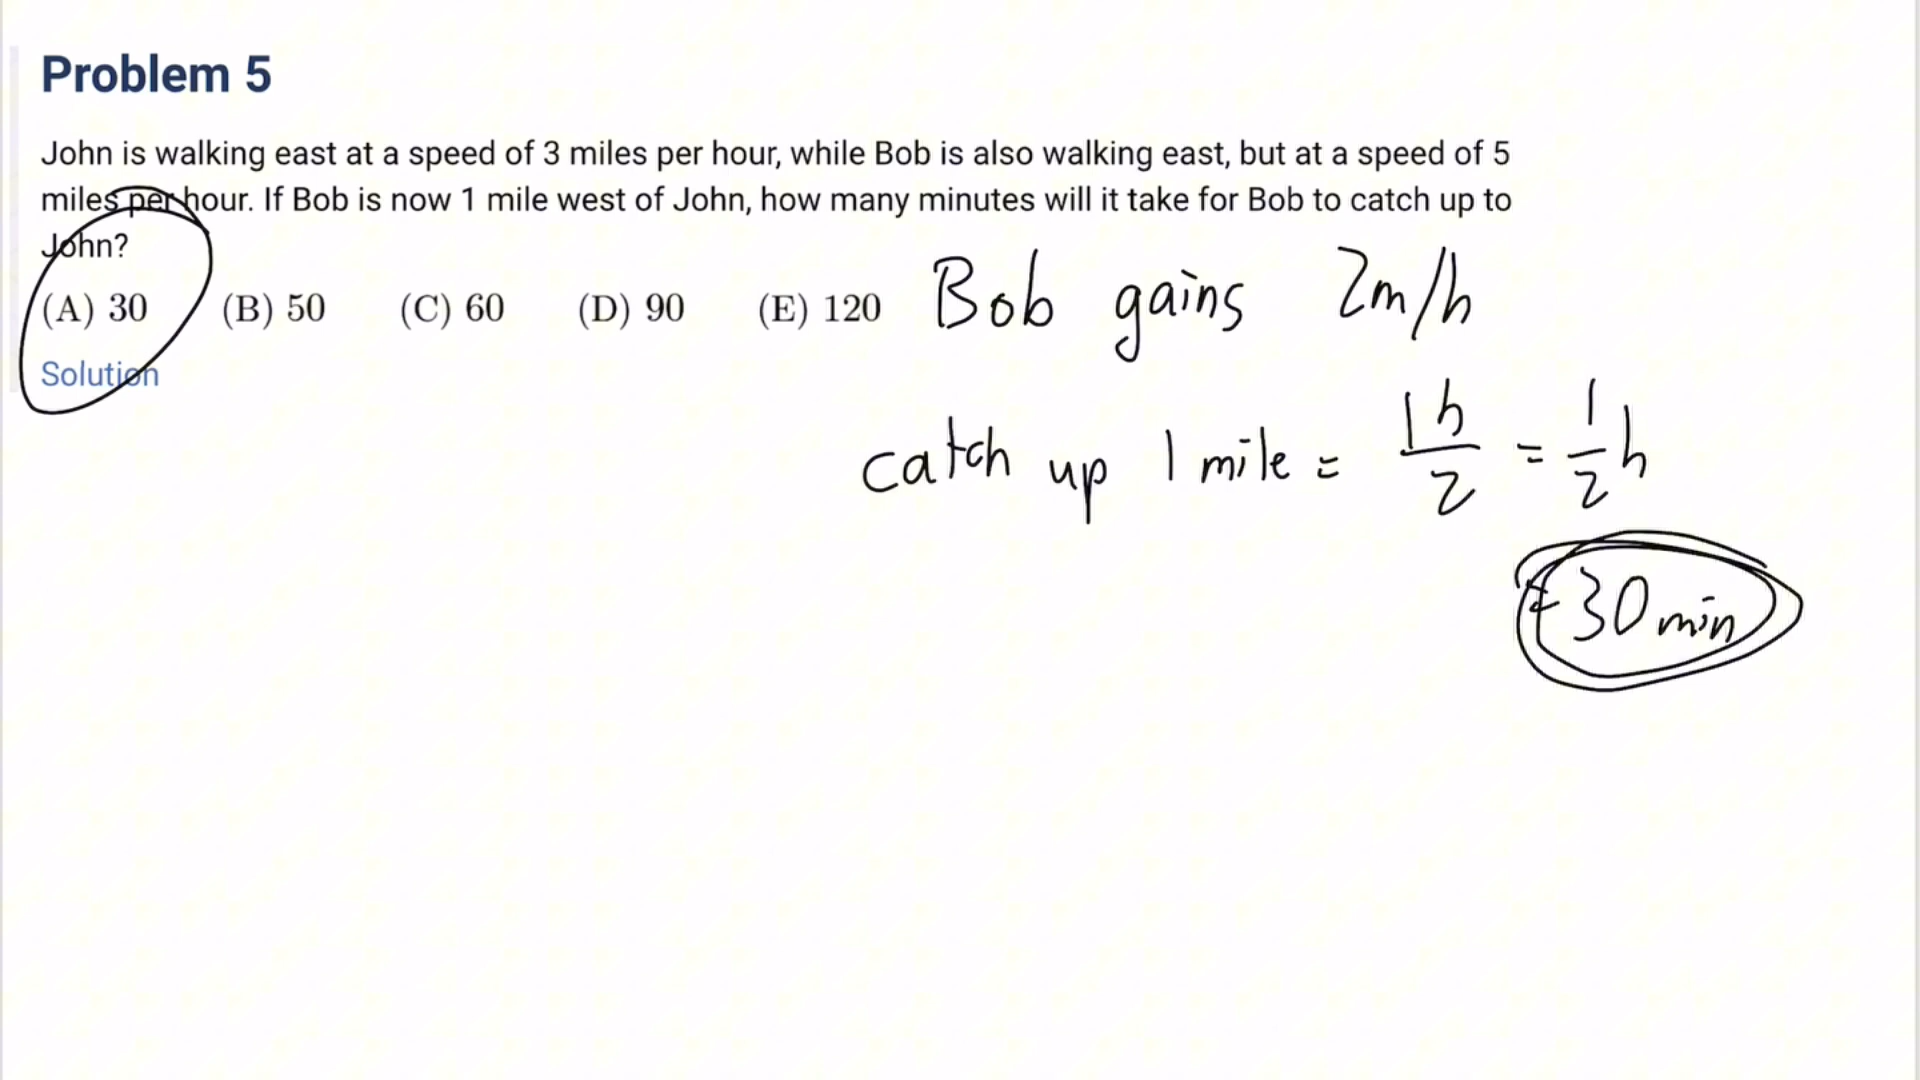 Problem 5
John is walking east at a speed of 3 miles per hour, while Bob is also walking east, but at a speed of 5
miles per hour. If Bob is now 1 mile west of John, how many minutes will it take for Bob to catch up to
John?
(A) 30 (B) 50 (C) 60 (D) 90 (E) 120
Bob gains 2m/h
Solution
catch up 1 mile = 1h/2 = 1/2 h
= 30 min